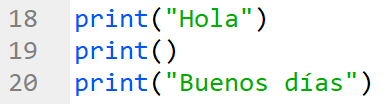 18 print("Hola")
19 print()
20 print("Buenos días")